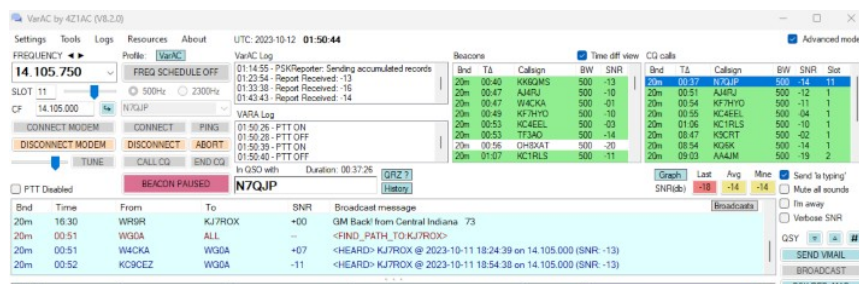 VarAC by 4Z1AC (V8.2.0)
Settings Tools Logs Resources About UTC: 2023-10-12 01:50:44 Advanced mode
FREQUENCY ◄ ► Profile: VarAC VarAC Log Beacons Time diff view CQ calls
14.105.750 FREQ SCHEDULE OFF
SLOT 11 500Hz 2300Hz
CF 14.105.000 N7QJP
CONNECT MODEM CONNECT PING
DISCONNECT MODEM DISCONNECT ABORT
TUNE CALL CQ END CQ
PTT Disabled BEACON PAUSED
01:14:55 - PSKReporter: Sending accumulated records
01:23:54 - Report Received: -13
01:33:38 - Report Received: -16
01:43:43 - Report Received: -14
VARA Log
01:50:26 - PTT ON
01:50:28 - PTT OFF
01:50:39 - PTT ON
01:50:40 - PTT OFF
In QSO with Duration: 00:37:26 QRZ ?
N7QJP History
Bnd TΔ Callsign BW SNR
20m 00:40 KK6QMS 500 -13
20m 00:47 AJ4RJ 500 -10
20m 00:47 W4CKA 500 -01
20m 00:49 KF7HYO 500 -10
20m 00:53 KC4EEL 500 -03
20m 00:53 TF3AO 500 -14
20m 00:56 OH8XAT 500 -20
20m 01:07 KC1RLS 500 -11
Bnd TΔ Callsign BW SNR Slot
20m 00:37 N7QJP 500 -14 11
20m 00:51 AJ4RJ 500 -12 1
20m 00:54 KF7HYO 500 -11 1
20m 00:55 KC4EEL 500 -04 1
20m 01:06 KC1RLS 500 -10 1
20m 08:47 K9CRT 500 -02 1
20m 08:54 KQ6K 500 -14 1
20m 09:03 AA4JM 500 -19 2
Graph Last Avg Mine
SNR(db) -18 -14 -14
Send 'is typing'
Mute all sounds
I'm away
Verbose SNR
QSY #
SEND VMAIL
BROADCAST
Bnd Time From To SNR Broadcast message Broadcasts
20m 16:30 WR9R KJ7ROX +00 GM Back! from Central Indiana 73
20m 00:51 WG0A ALL -- <FIND_PATH_TO:KJ7ROX>
20m 00:51 W4CKA WG0A +07 <HEARD> KJ7ROX @ 2023-10-11 18:24:39 on 14.105.000 (SNR: -13)
20m 00:52 KC9CEZ WG0A -11 <HEARD> KJ7ROX @ 2023-10-11 18:54:38 on 14.105.000 (SNR: -13)